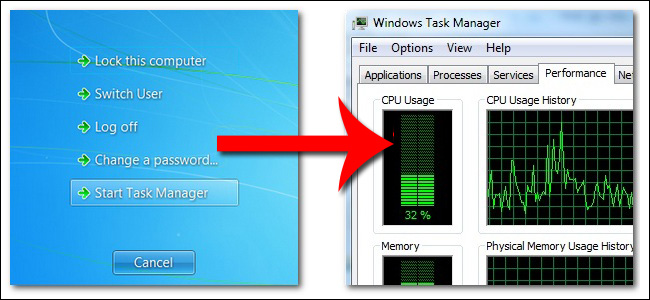 Lock this computer
Switch User
Log off
Change a password...
Start Task Manager
Cancel
Windows Task Manager
File Options View Help
Applications Processes Services Performance Ne
CPU Usage CPU Usage History
32 %
Memory Physical Memory Usage History